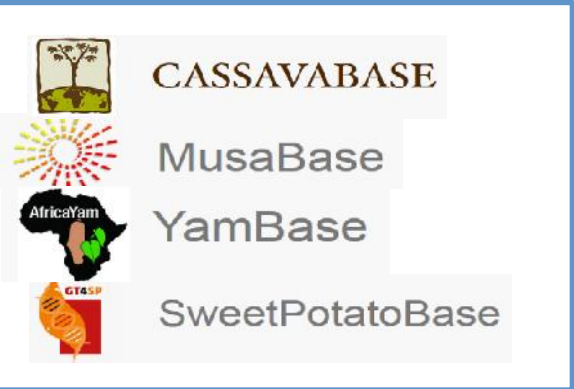 CASSAVABASE
MusaBase
AfricaYam
YamBase
GT4SP
SweetPotatoBase